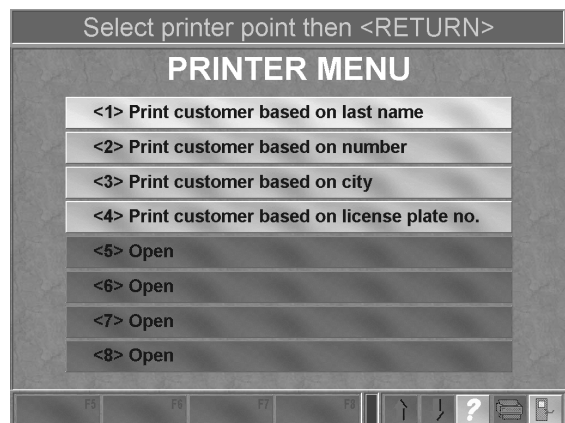 Select printer point then <RETURN>
PRINTER MENU
<1> Print customer based on last name
<2> Print customer based on number
<3> Print customer based on city
<4> Print customer based on license plate no.
<5> Open
<6> Open
<7> Open
<8> Open
F5 F6 F7 F8 ?